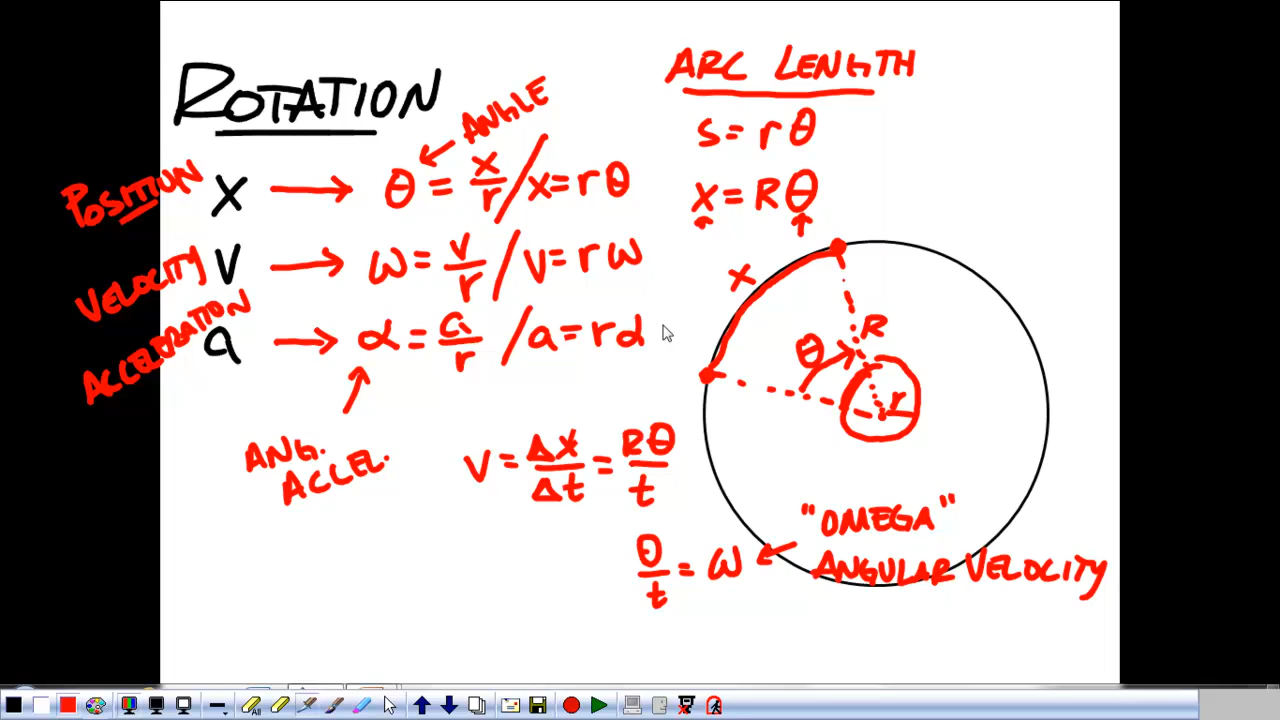 ROTATION
ARC LENGTH
s = rθ
x = Rθ
ANGLE
POSITION X → θ = x/r / x = rθ
VELOCITY V → ω = v/r / v = rω
ACCELERATION a → α = a/r / a = rα
ANG.
ACCEL.
V = Δx/Δt = Rθ/t
θ/t = ω
"OMEGA"
ANGULAR VELOCITY
x
R
θ
r
All